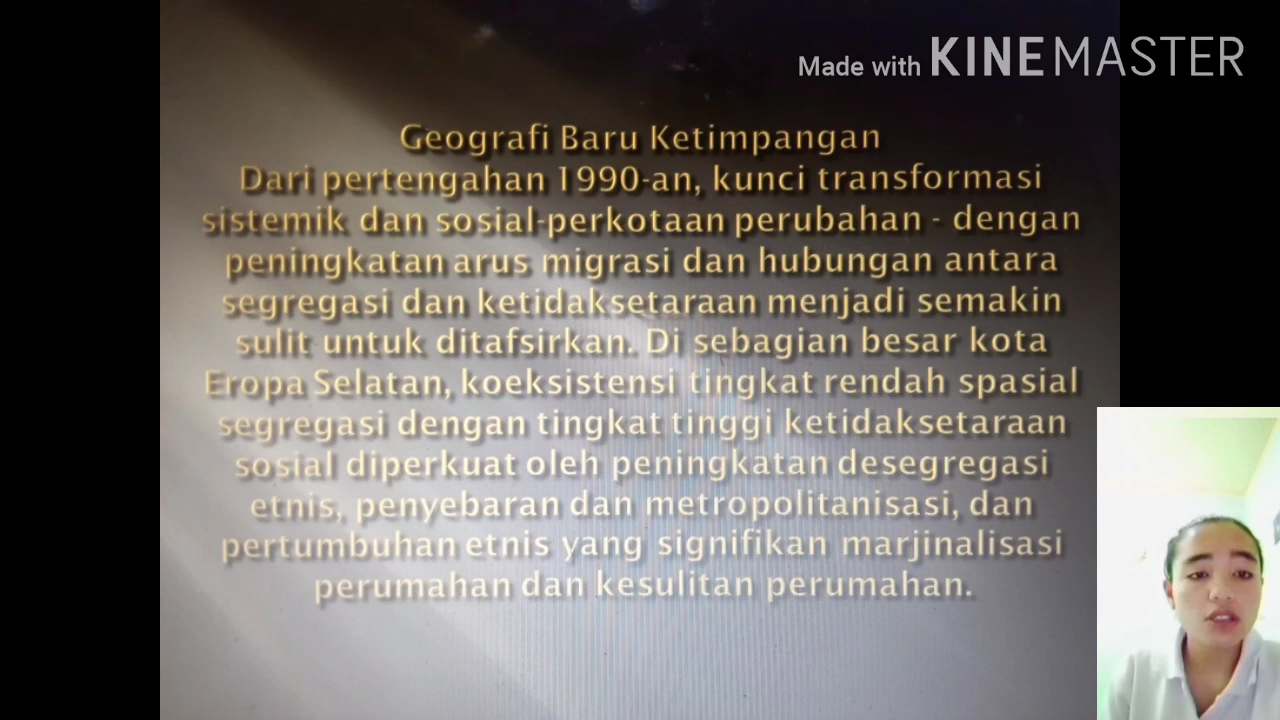 Made with KINEMASTER
Geografi Baru Ketimpangan
Dari pertengahan 1990-an, kunci transformasi
sistemik dan sosial-perkotaan perubahan - dengan
peningkatan arus migrasi dan hubungan antara
segregasi dan ketidaksetaraan menjadi semakin
sulit untuk ditafsirkan. Di sebagian besar kota
Eropa Selatan, koeksistensi tingkat rendah spasial
segregasi dengan tingkat tinggi ketidaksetaraan
sosial diperkuat oleh peningkatan desegregasi
etnis, penyebaran dan metropolitanisasi, dan
pertumbuhan etnis yang signifikan marjinalisasi
perumahan dan kesulitan perumahan.